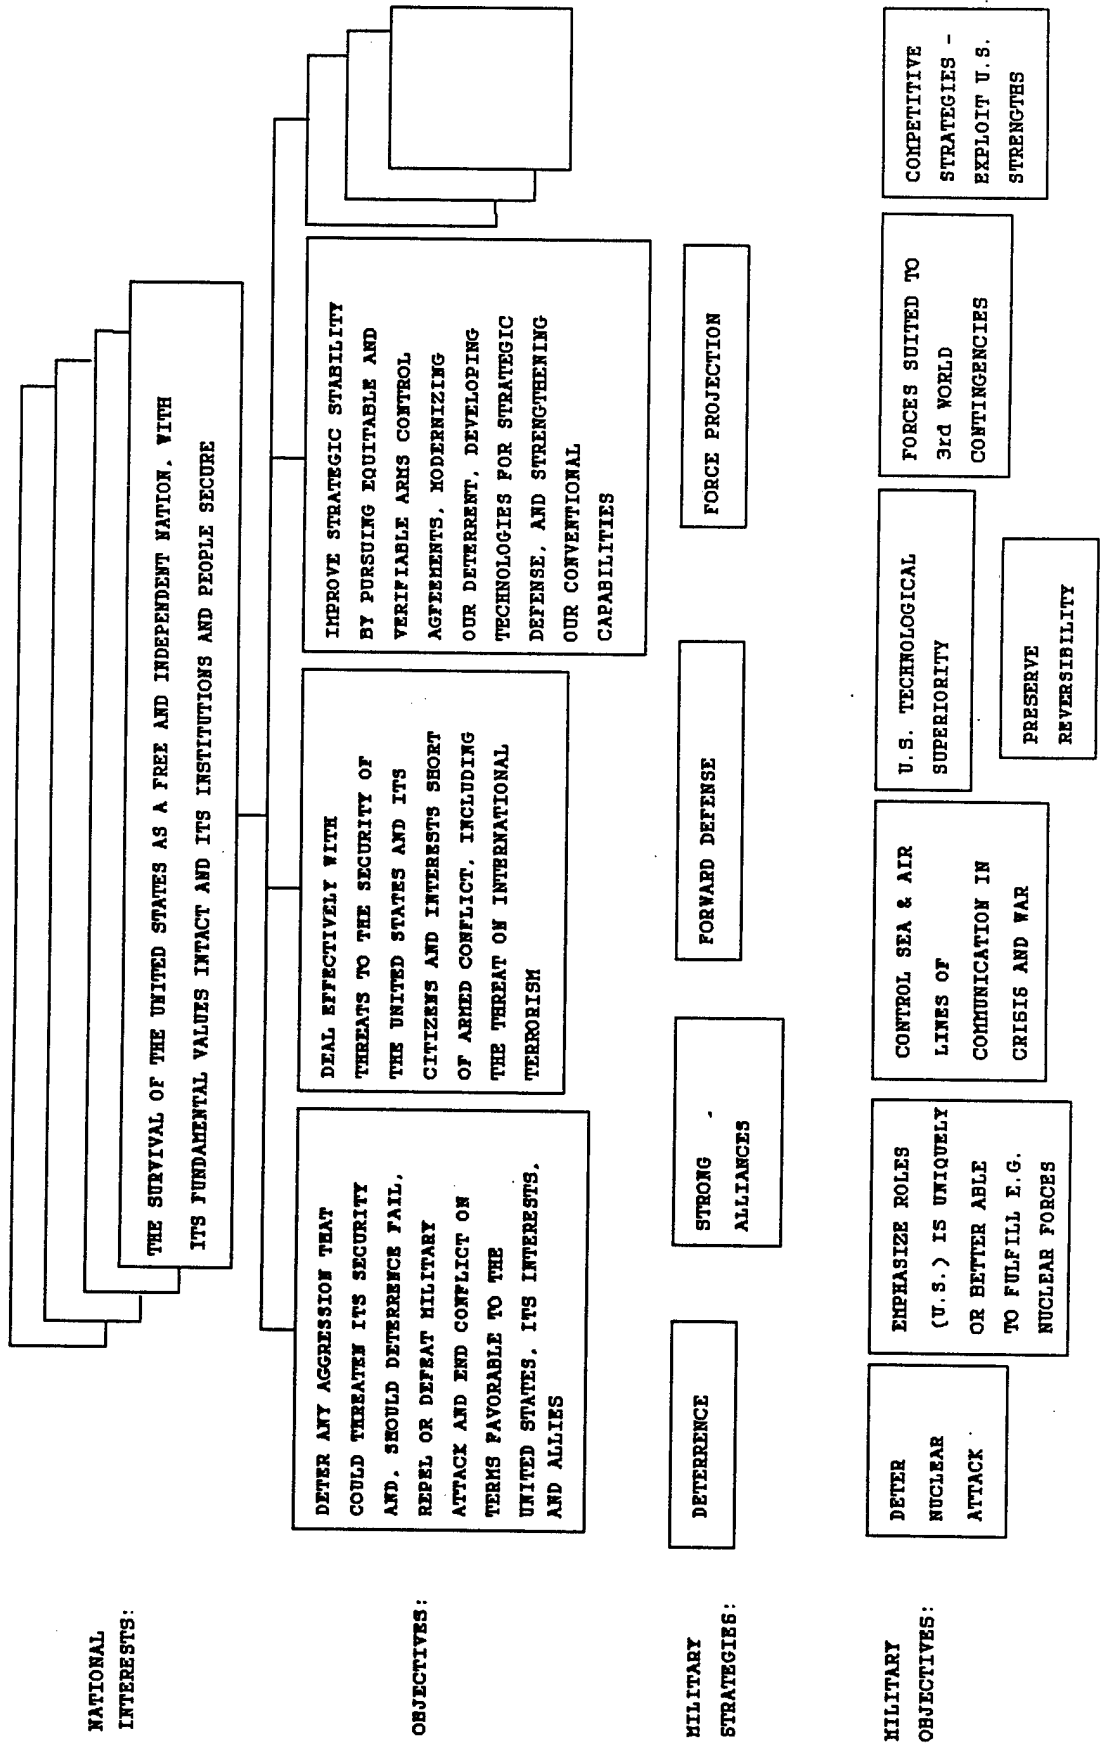 NATIONAL
INTERESTS:
THE SURVIVAL OF THE UNITED STATES AS A FREE AND INDEPENDENT NATION, WITH
ITS FUNDAMENTAL VALUES INTACT AND ITS INSTITUTIONS AND PEOPLE SECURE
OBJECTIVES:
DETER ANY AGGRESSION THAT
COULD THREATEN ITS SECURITY
AND, SHOULD DETERRENCE FAIL,
REPEL OR DEFEAT MILITARY
ATTACK AND END CONFLICT ON
TERMS FAVORABLE TO THE
UNITED STATES, ITS INTERESTS,
AND ALLIES
DEAL EFFECTIVELY WITH
THREATS TO THE SECURITY OF
THE UNITED STATES AND ITS
CITIZENS AND INTERESTS SHORT
OF ARMED CONFLICT, INCLUDING
THE THREAT ON INTERNATIONAL
TERRORISM
IMPROVE STRATEGIC STABILITY
BY PURSUING EQUITABLE AND
VERIFIABLE ARMS CONTROL
AGFEEMENTS, MODERNIZING
OUR DETERRENT, DEVELOPING
TECHNOLOGIES FOR STRATEGIC
DEFENSE, AND STRENGTHENING
OUR CONVENTIONAL
CAPABILITIES
MILITARY
STRATEGIES:
DETERRENCE
STRONG -
ALLIANCES
FORWARD DEFENSE
FORCE PROJECTION
MILITARY
OBJECTIVES:
DETER
NUCLEAR
ATTACK
EMPHASIZE ROLES
(U.S.) IS UNIQUELY
OR BETTER ABLE
TO FULFILL E.G.
NUCLEAR FORCES
CONTROL SEA & AIR
LINES OF
COMMUNICATION IN
CRISIS AND WAR
U.S. TECHNOLOGICAL
SUPERIORITY
PRESERVE
REVERSIBILITY
FORCES SUITED TO
3rd WORLD
CONTINGENCIES
COMPETITIVE
STRATEGIES -
EXPLOIT U.S.
STRENGTHS